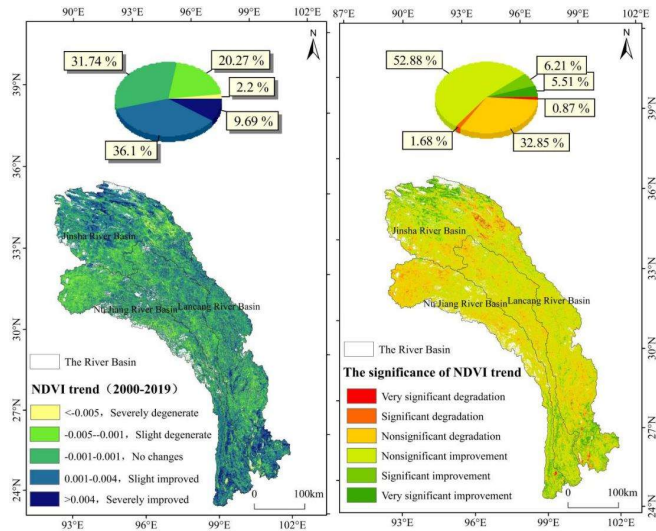 93°E 96°E 99°E 102°E
87°E 90°E 93°E 96°E 99°E 102°E
N
N
31.74 %
20.27 %
2.2 %
9.69 %
36.1 %
52.88 %
6.21 %
5.51 %
0.87 %
32.85 %
1.68 %
39°N
36°N
33°N
30°N
27°N
24°N
39°N
36°N
33°N
30°N
27°N
24°N
Jinsha River Basin
Lancang River Basin
Nu Jiang River Basin
The River Basin
NDVI trend（2000-2019）
<-0.005，Severely degenerate
-0.005--0.001，Slight degenerate
-0.001-0.001，No changes
0.001-0.004，Slight improved
>0.004，Severely improved
0 100km
93°E 96°E 99°E 102°E
Jinsha River Basin
Lancang River Basin
Nu Jiang River Basin
The River Basin
The significance of NDVI trend
Very significant degradation
Significant degradation
Nonsignificant degradation
Nonsignificant improvement
Significant improvement
Very significant improvement
0 100km
90°E 93°E 96°E 99°E 102°E